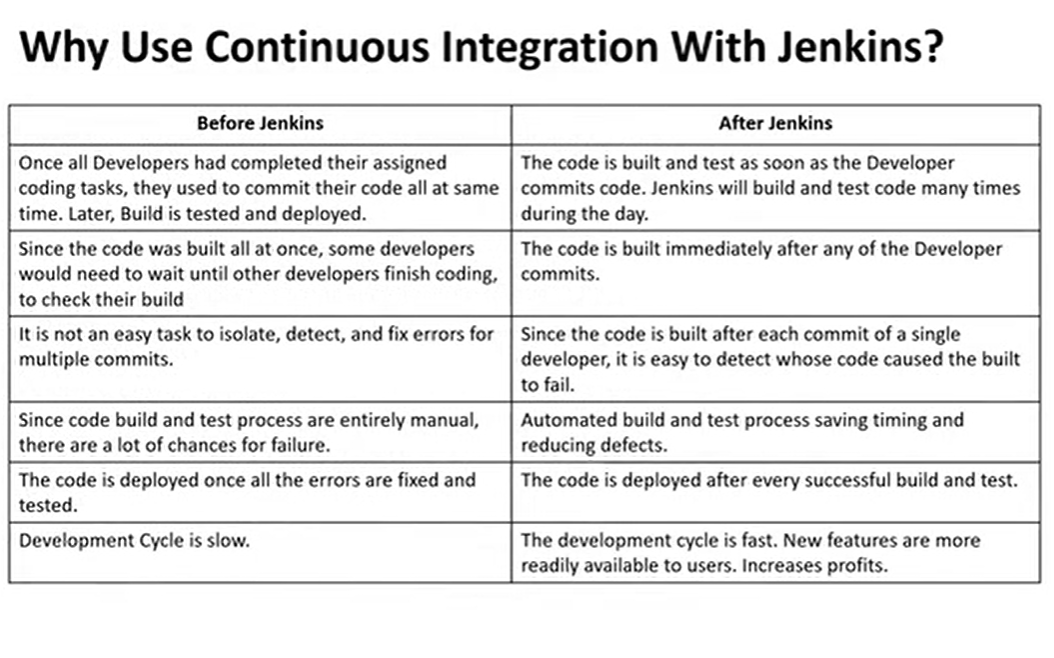 Why Use Continuous Integration With Jenkins?
Before Jenkins
After Jenkins
Once all Developers had completed their assigned
coding tasks, they used to commit their code all at same
time. Later, Build is tested and deployed.
The code is built and test as soon as the Developer
commits code. Jenkins will build and test code many times
during the day.
Since the code was built all at once, some developers
would need to wait until other developers finish coding,
to check their build
The code is built immediately after any of the Developer
commits.
It is not an easy task to isolate, detect, and fix errors for
multiple commits.
Since the code is built after each commit of a single
developer, it is easy to detect whose code caused the built
to fail.
Since code build and test process are entirely manual,
there are a lot of chances for failure.
Automated build and test process saving timing and
reducing defects.
The code is deployed once all the errors are fixed and
tested.
The code is deployed after every successful build and test.
Development Cycle is slow.
The development cycle is fast. New features are more
readily available to users. Increases profits.